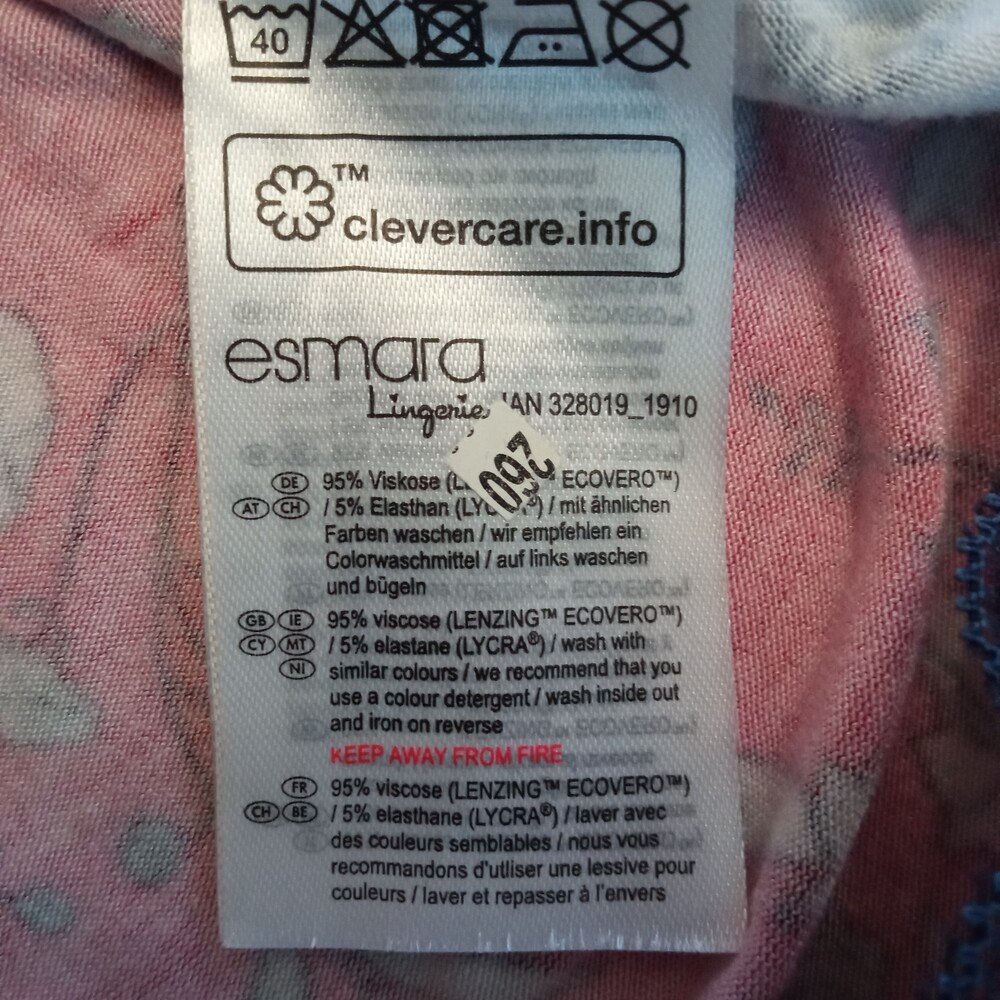 40
TM
clevercare.info
esmara
Lingerie IAN 328019_1910
260
DE 95% Viskose ( ™ ECOVERO™)
AT CH / 5% Elasthan ( ) / mit ähnlichen
Farben waschen / wir empfehlen ein
Colorwaschmittel / auf links waschen
und bügeln
GB IE 95% viscose (LENZING™ ECOVERO™)
CY MT / 5% elastane (LYCRA®) / wash with
NI similar colours / we recommend that you
use a colour detergent / wash inside out
and iron on reverse
KEEP AWAY FROM FIRE
FR 95% viscose (LENZING™ ECOVERO™)
CH BE / 5% elasthane (LYCRA®) / laver avec
des couleurs semblables / nous vous
recommandons d'utliser une lessive pour
couleurs / laver et repasser à l'envers